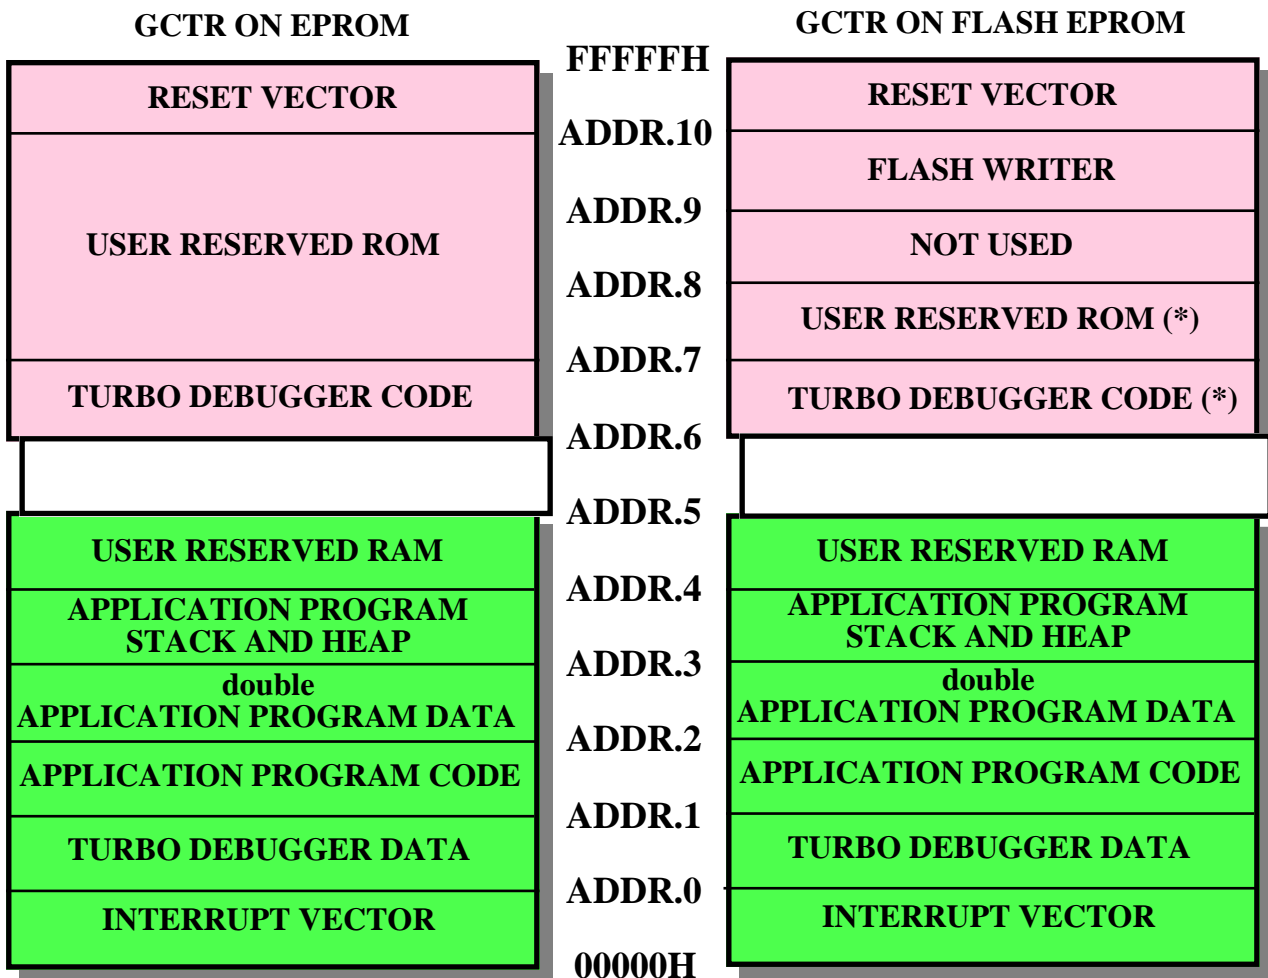 GCTR ON EPROM
RESET VECTOR
USER RESERVED ROM
TURBO DEBUGGER CODE
USER RESERVED RAM
APPLICATION PROGRAM
STACK AND HEAP
double
APPLICATION PROGRAM DATA
APPLICATION PROGRAM CODE
TURBO DEBUGGER DATA
INTERRUPT VECTOR
FFFFFH
ADDR.10
ADDR.9
ADDR.8
ADDR.7
ADDR.6
ADDR.5
ADDR.4
ADDR.3
ADDR.2
ADDR.1
ADDR.0
00000H
GCTR ON FLASH EPROM
RESET VECTOR
FLASH WRITER
NOT USED
USER RESERVED ROM (*)
TURBO DEBUGGER CODE (*)
USER RESERVED RAM
APPLICATION PROGRAM
STACK AND HEAP
double
APPLICATION PROGRAM DATA
APPLICATION PROGRAM CODE
TURBO DEBUGGER DATA
INTERRUPT VECTOR